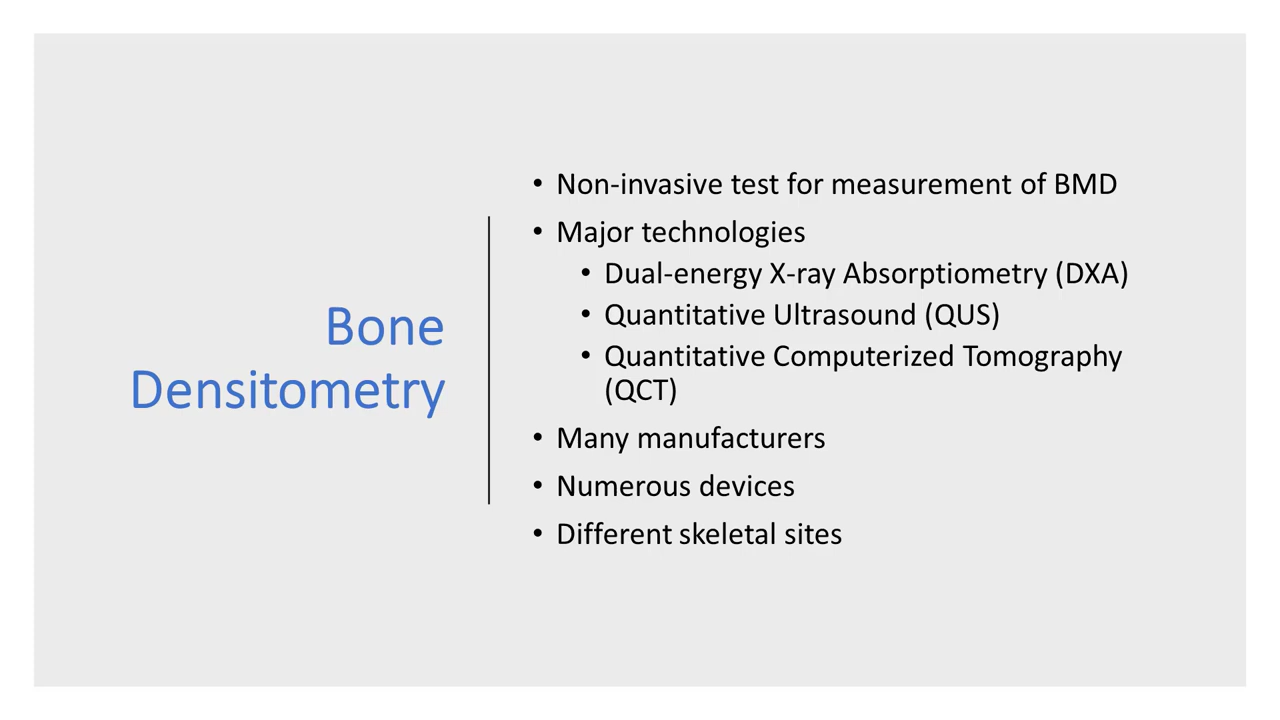 Bone
Densitometry
• Non-invasive test for measurement of BMD
• Major technologies
• Dual-energy X-ray Absorptiometry (DXA)
• Quantitative Ultrasound (QUS)
• Quantitative Computerized Tomography
(QCT)
• Many manufacturers
• Numerous devices
• Different skeletal sites